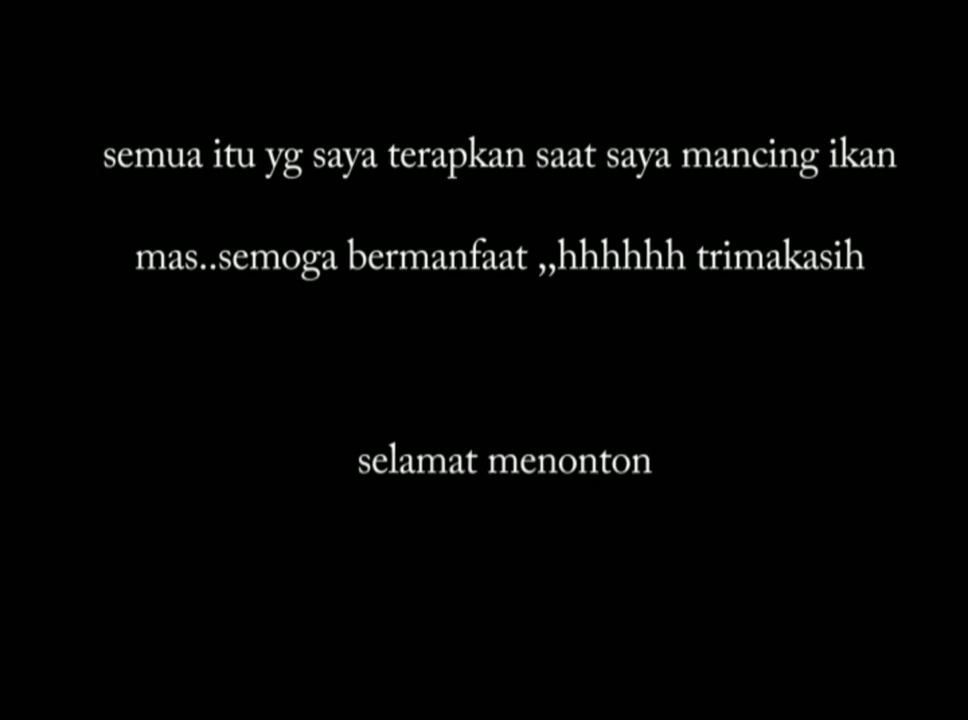 semua itu yg saya terapkan saat saya mancing ikan
mas..semoga bermanfaat ,,hhhhhh trimakasih
selamat menonton